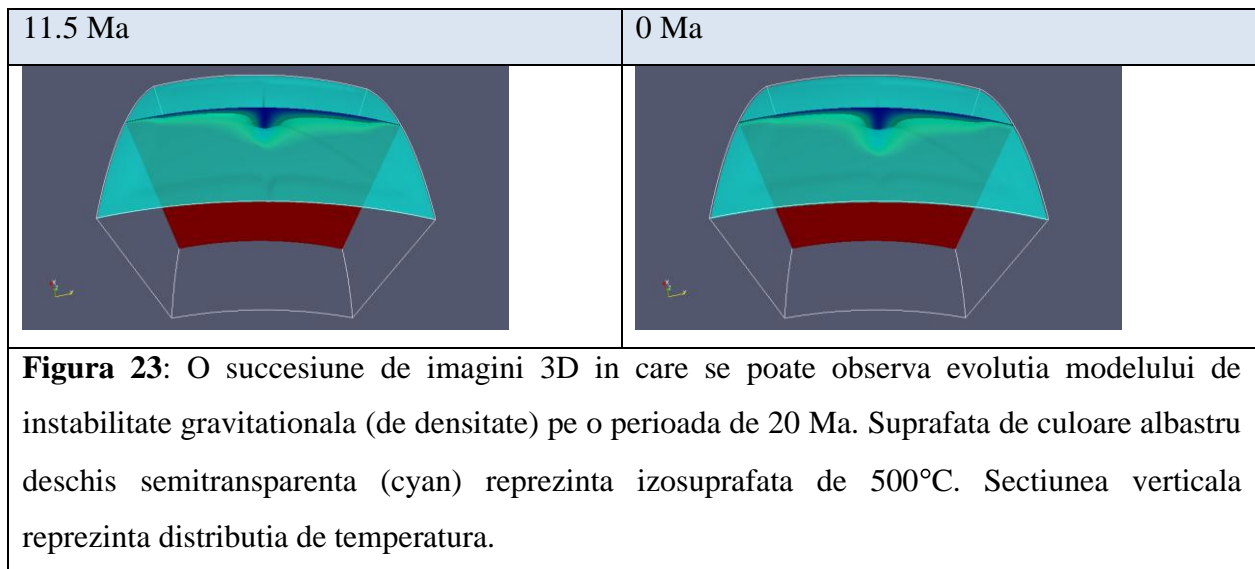 11.5 Ma
0 Ma
Figura 23: O succesiune de imagini 3D in care se poate observa evolutia modelului de
instabilitate gravitationala (de densitate) pe o perioada de 20 Ma. Suprafata de culoare albastru
deschis semitransparenta (cyan) reprezinta izosuprafata de 500°C. Sectiunea verticala
reprezinta distributia de temperatura.